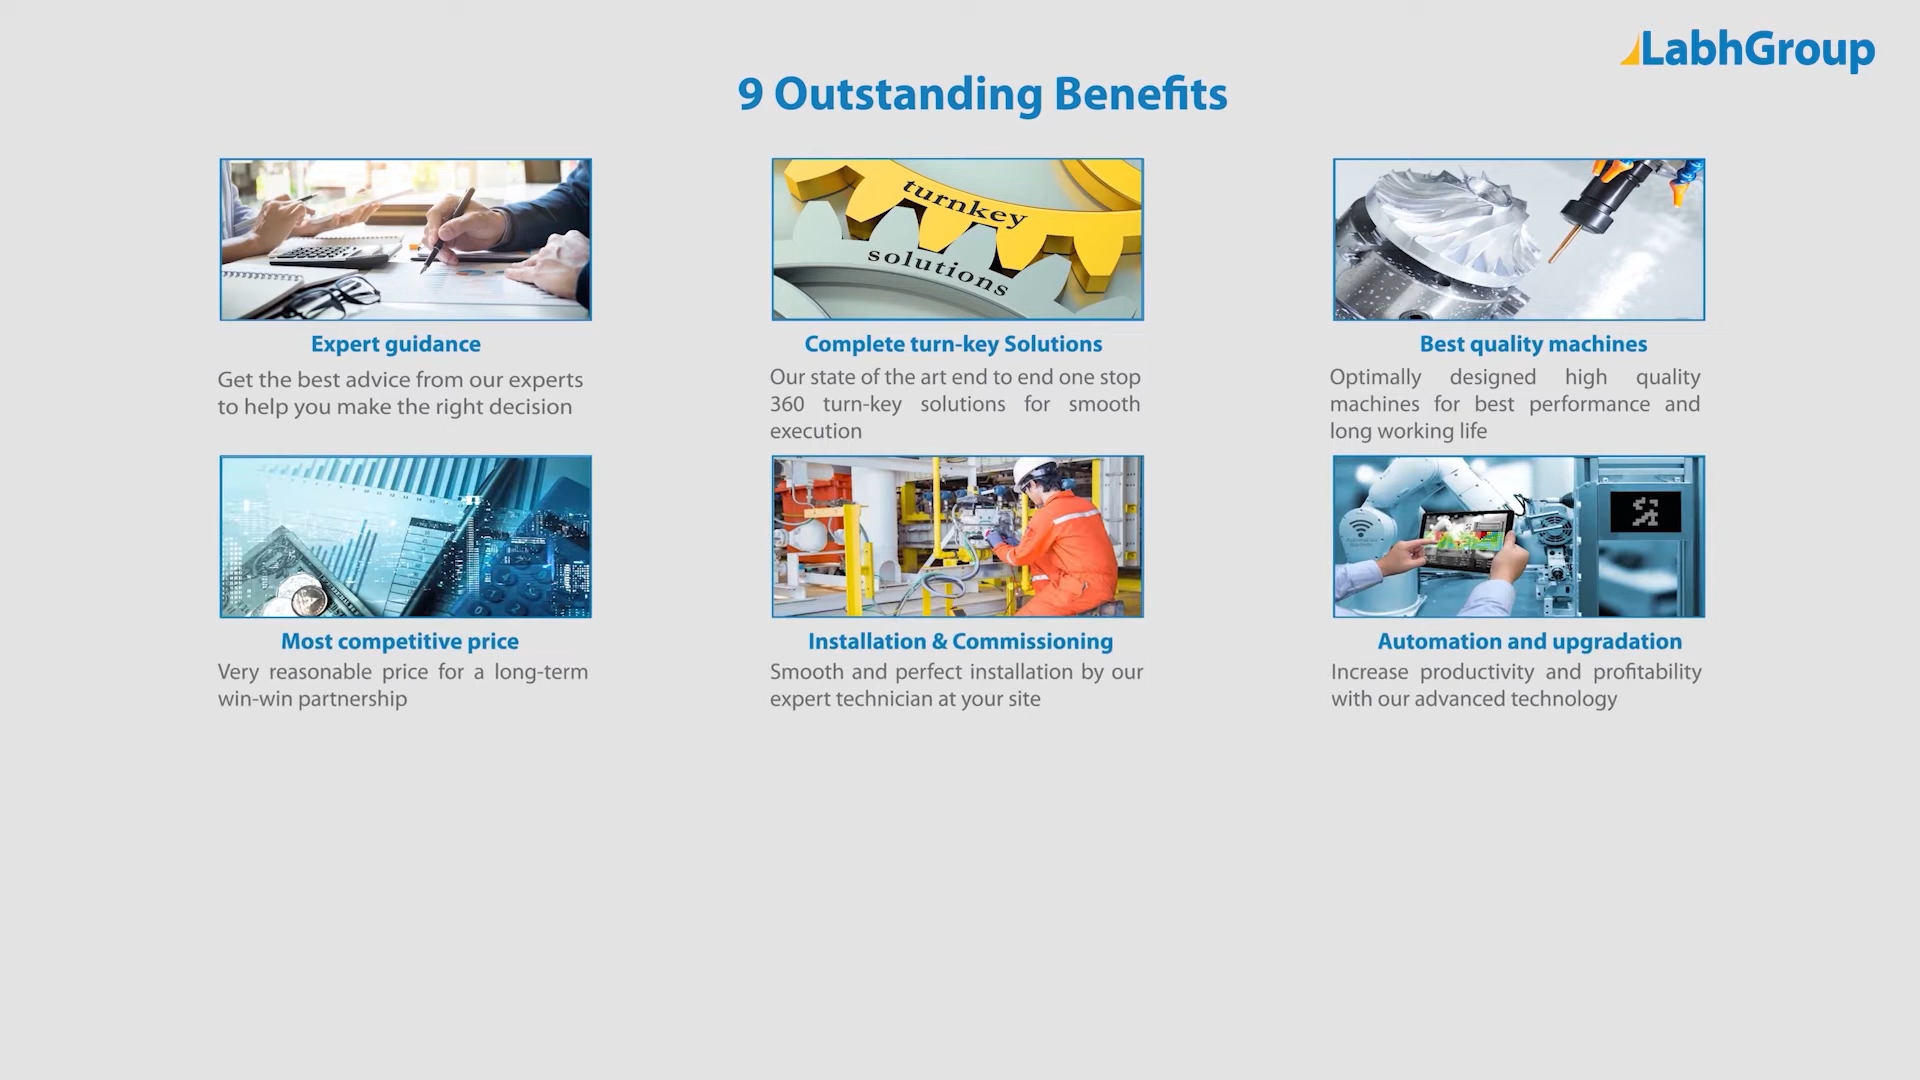 LabhGroup
9 Outstanding Benefits
turnkey
solutions
Expert guidance
Get the best advice from our experts
to help you make the right decision
Complete turn-key Solutions
Our state of the art end to end one stop
360 turn-key solutions for smooth
execution
Best quality machines
Optimally designed high quality
machines for best performance and
long working life
Most competitive price
Very reasonable price for a long-term
win-win partnership
Installation & Commissioning
Smooth and perfect installation by our
expert technician at your site
Automation and upgradation
Increase productivity and profitability
with our advanced technology